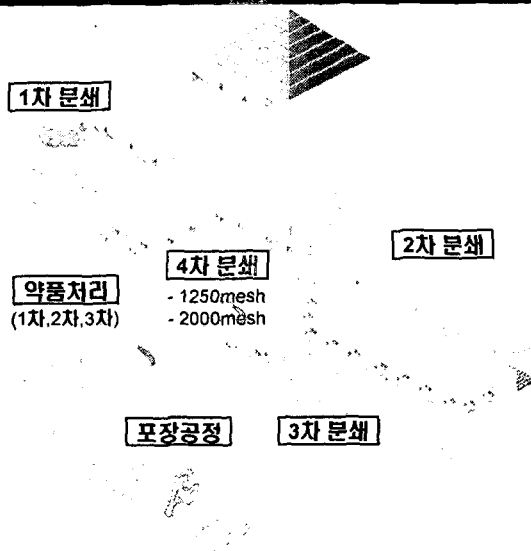 1차 분쇄
2차 분쇄
4차 분쇄
- 1250mesh
- 2000mesh
약품처리
(1차,2차,3차)
포장공정
3차 분쇄